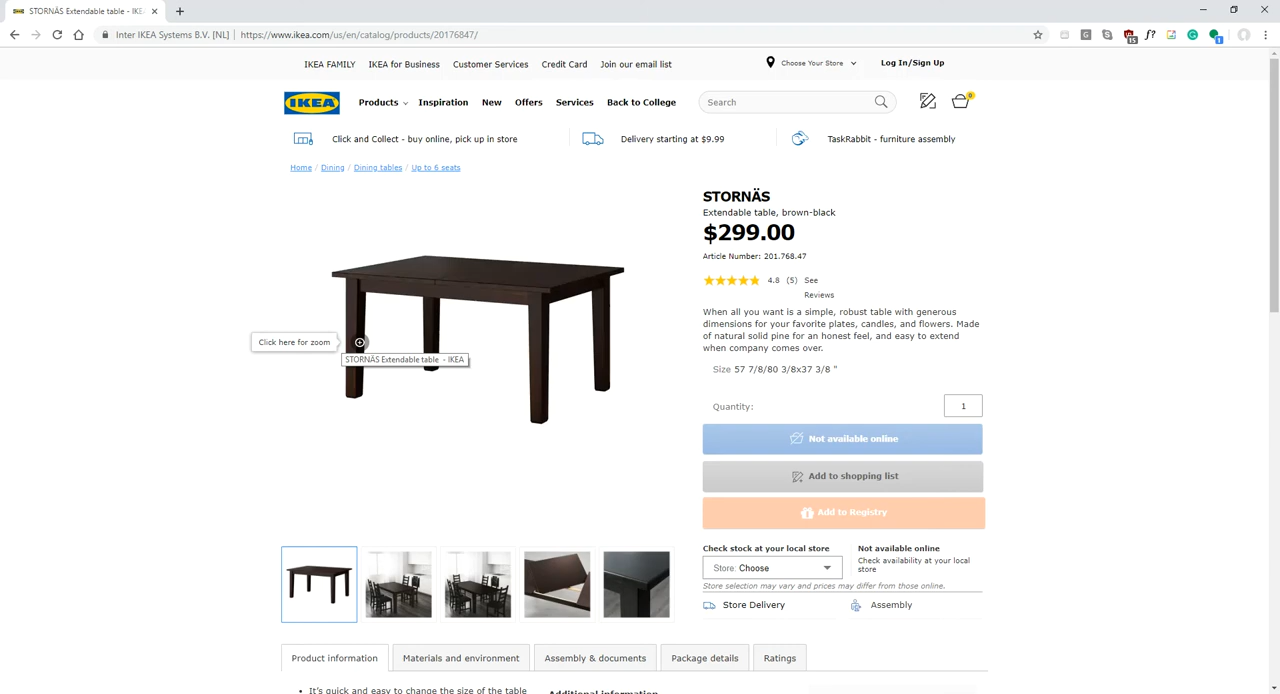 STORNÄS Extendable table - IKE
Inter IKEA Systems B.V. [NL] | https://www.ikea.com/us/en/catalog/products/20176847/
15
f?
1
IKEA FAMILY IKEA for Business Customer Services Credit Card Join our email list Choose Your Store Log In/Sign Up
IKEA Products Inspiration New Offers Services Back to College Search 0
Click and Collect - buy online, pick up in store Delivery starting at $9.99 TaskRabbit - furniture assembly
Home / Dining / Dining tables / Up to 6 seats
STORNÄS
Extendable table, brown-black
$299.00
Article Number: 201.768.47
4.8 (5) See
Reviews
When all you want is a simple, robust table with generous
dimensions for your favorite plates, candles, and flowers. Made
of natural solid pine for an honest feel, and easy to extend
when company comes over.
Size 57 7/8/80 3/8x37 3/8 "
Click here for zoom
STORNÄS Extendable table - IKEA
Quantity: 1
Not available online
Add to shopping list
Add to Registry
Check stock at your local store
Store: Choose
Not available online
Check availability at your local
store
Store selection may vary and prices may differ from those online.
Store Delivery Assembly
Product information Materials and environment Assembly & documents Package details Ratings
• It's quick and easy to change the size of the table
Additional information